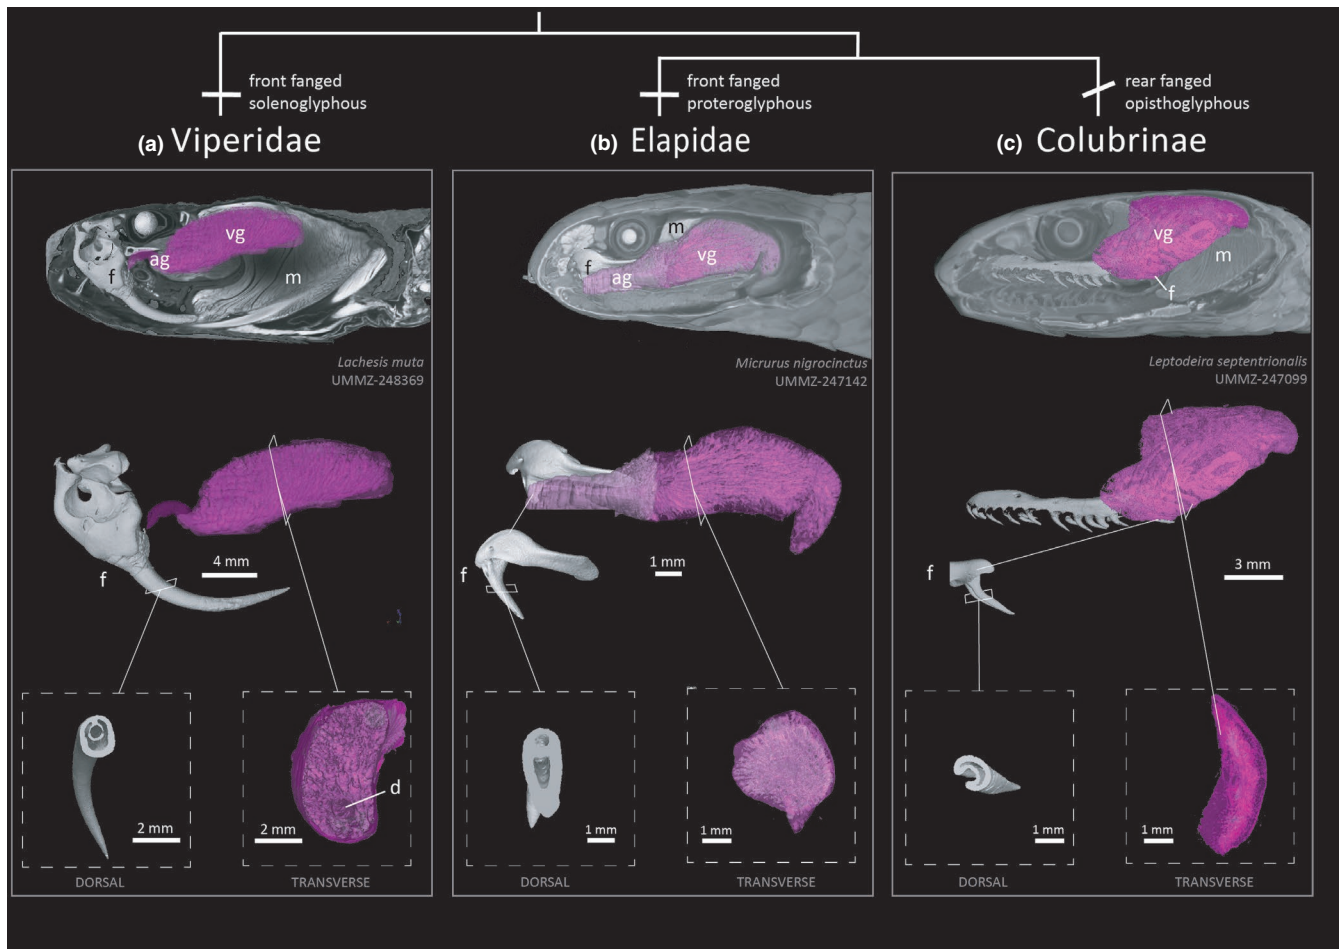 front fanged
solenoglyphous
front fanged
proteroglyphous
rear fanged
opisthoglyphous
(a) Viperidae
(b) Elapidae
(c) Colubrinae
vg
ag
f
m
Lachesis muta
UMMZ-248369
m
vg
f
ag
Micrurus nigrocinctus
UMMZ-247142
vg
m
f
Leptodeira septentrionalis
UMMZ-247099
f
4 mm
f
1 mm
f
3 mm
2 mm
d
2 mm
DORSAL
TRANSVERSE
1 mm
1 mm
DORSAL
TRANSVERSE
1 mm
1 mm
DORSAL
TRANSVERSE